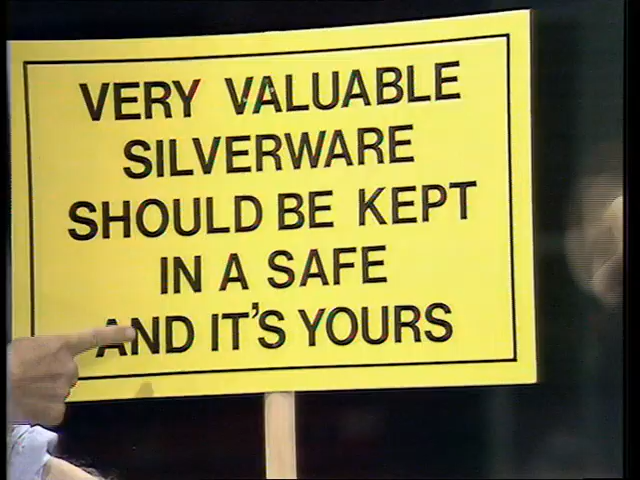 VERY VALUABLE
SILVERWARE
SHOULD BE KEPT
IN A SAFE
AND IT'S YOURS